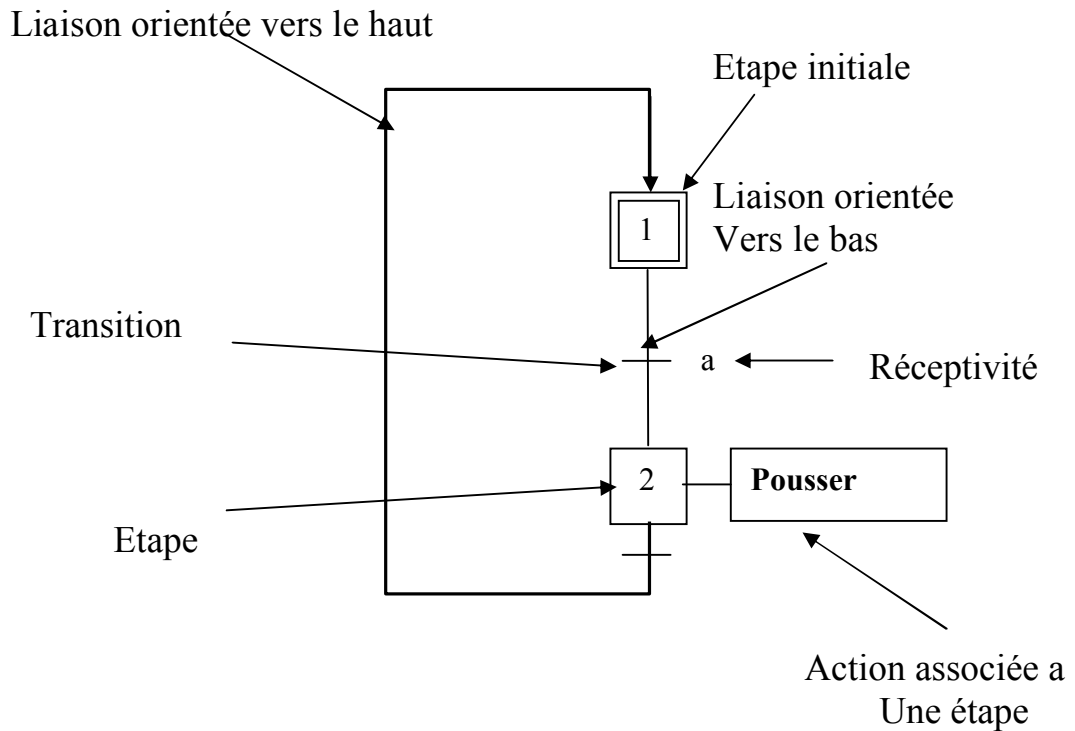 Liaison orientée vers le haut
Etape initiale
1
Liaison orientée
Vers le bas
Transition
a
Réceptivité
2
Pousser
Etape
Action associée a
Une étape